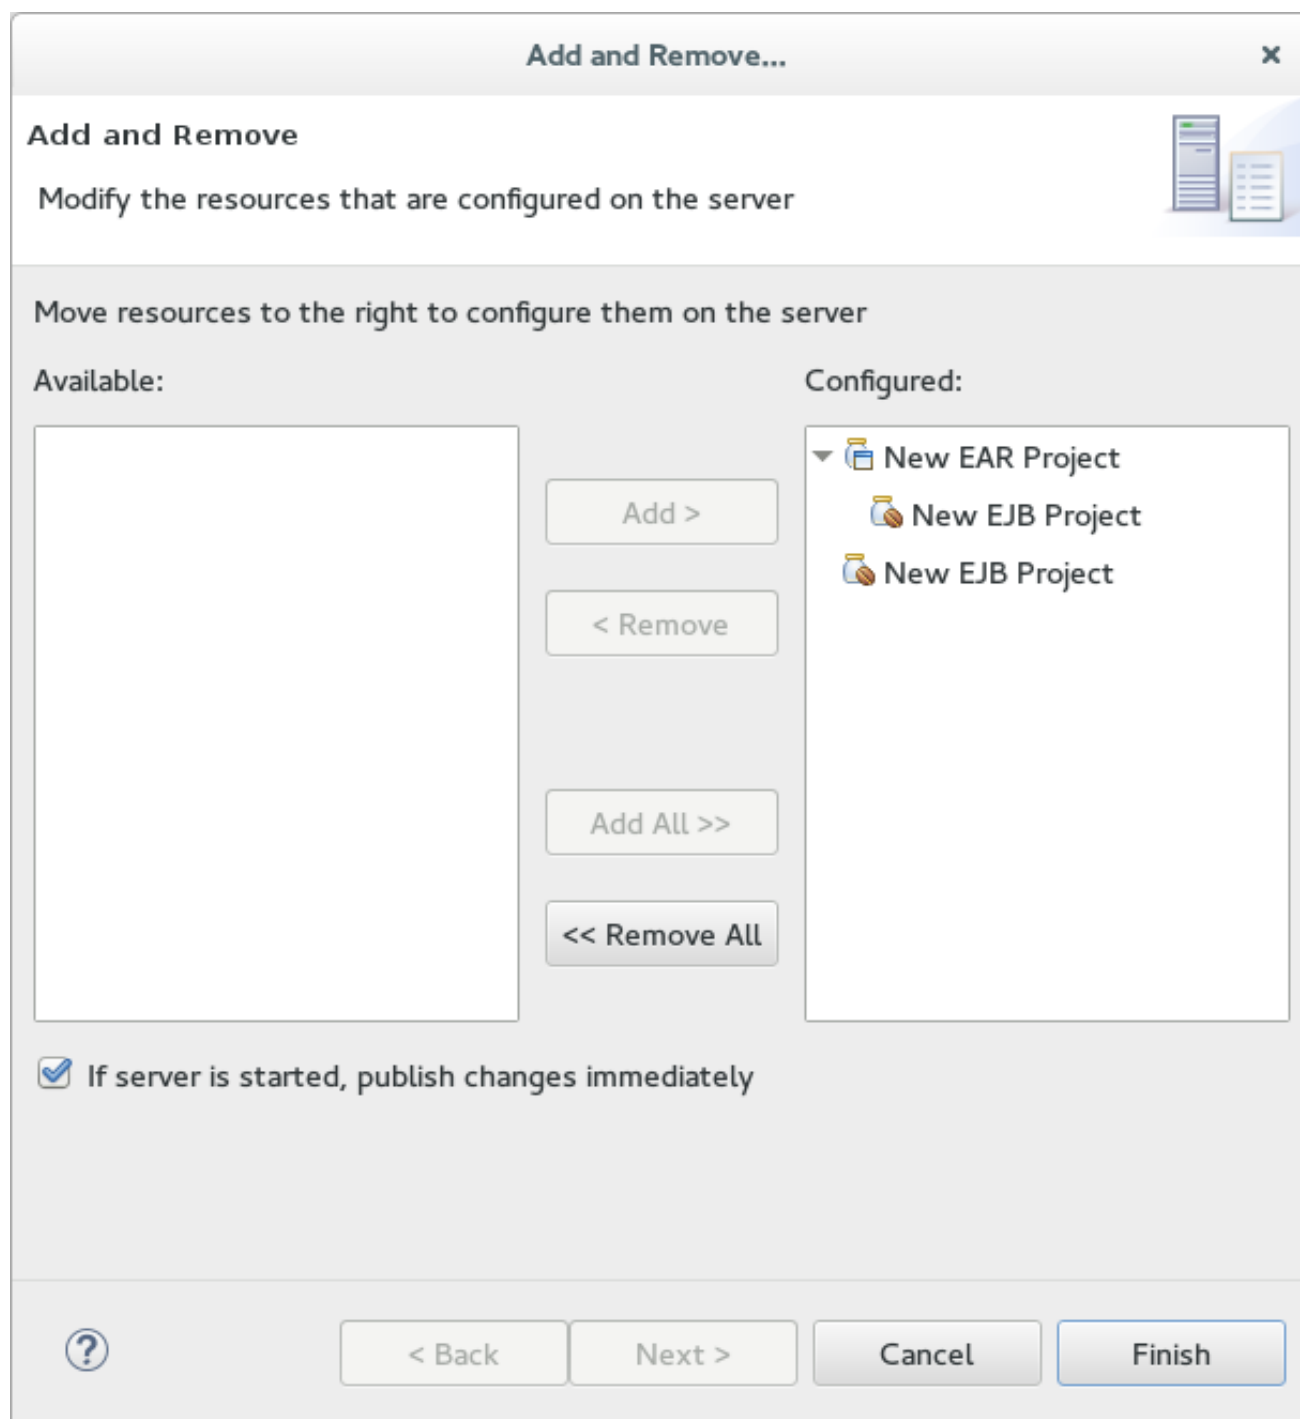 Add and Remove...
×
Add and Remove
Modify the resources that are configured on the server
Move resources to the right to configure them on the server
Available:
Configured:
New EAR Project
New EJB Project
New EJB Project
Add >
< Remove
Add All >>
<< Remove All
If server is started, publish changes immediately
?
< Back
Next >
Cancel
Finish